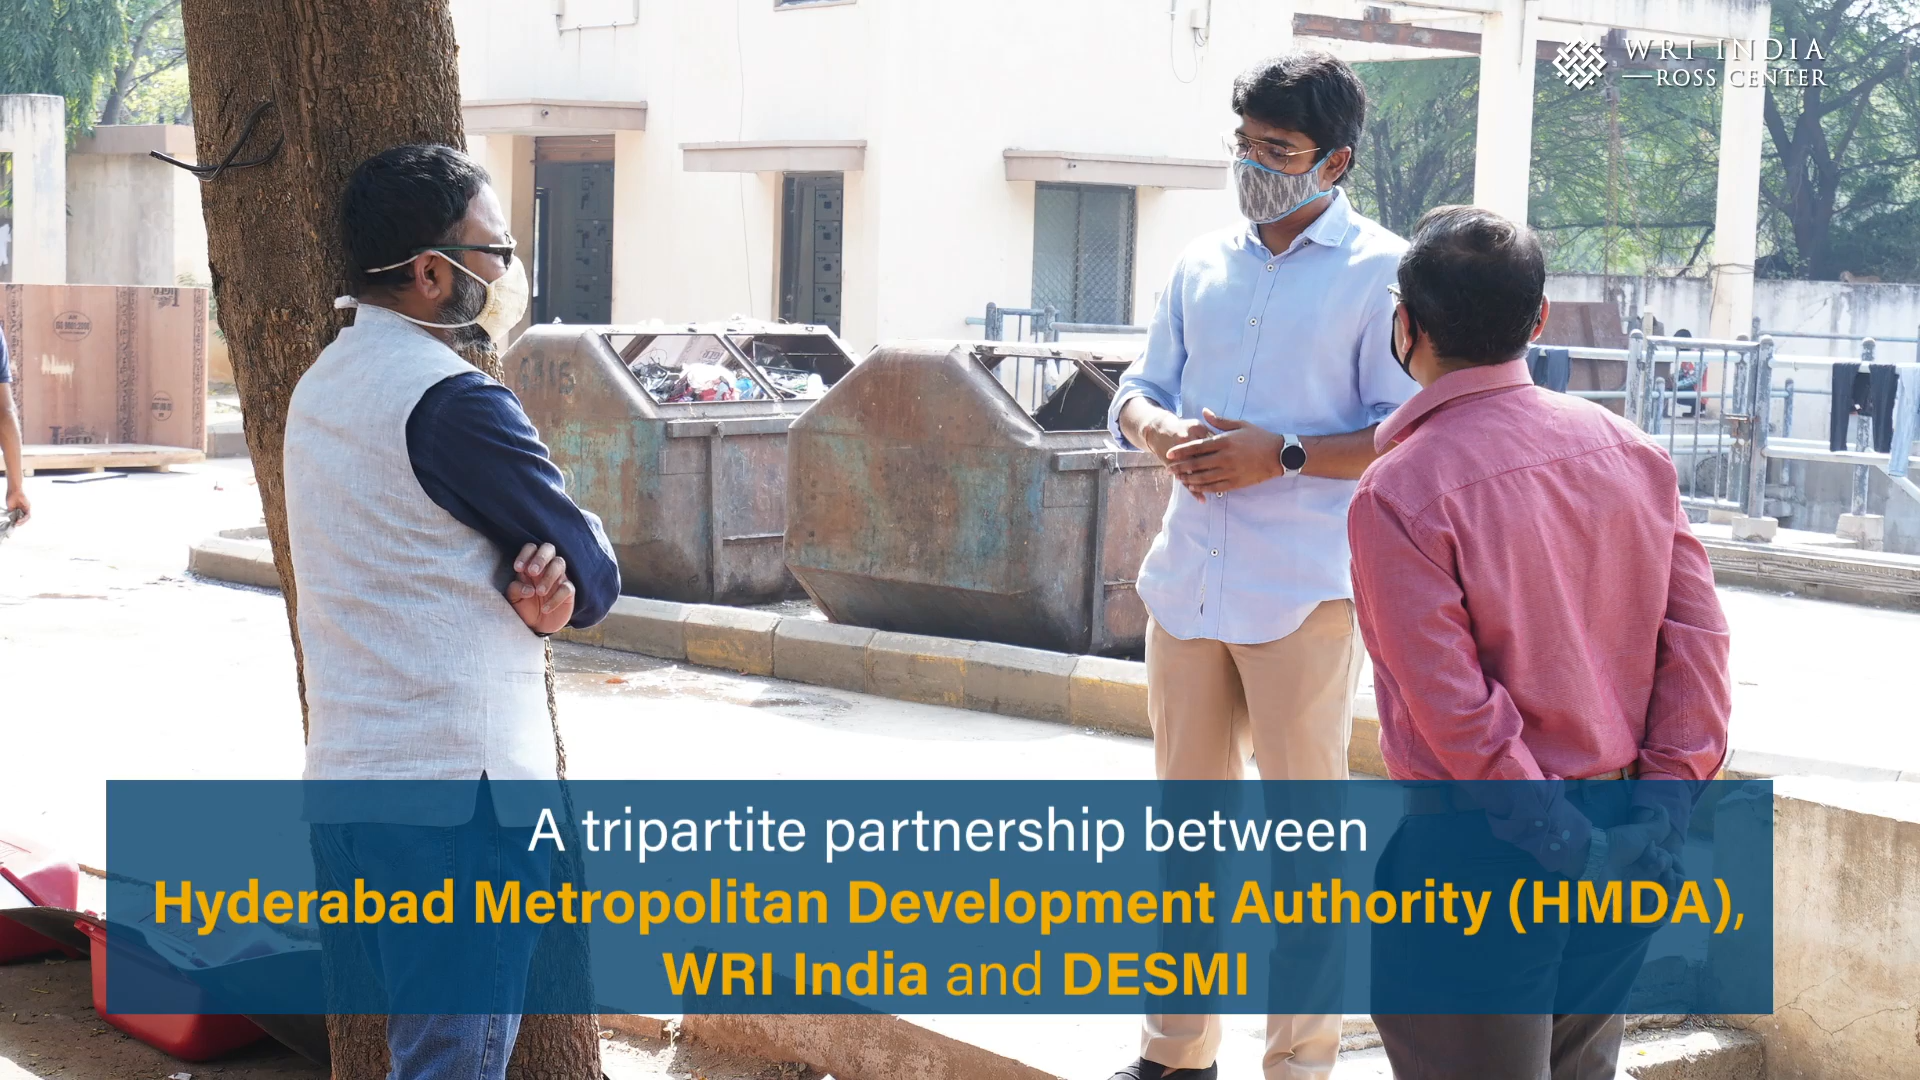 WRI INDIA
ROSS CENTER
A tripartite partnership between
Hyderabad Metropolitan Development Authority (HMDA),
WRI India and DESMI